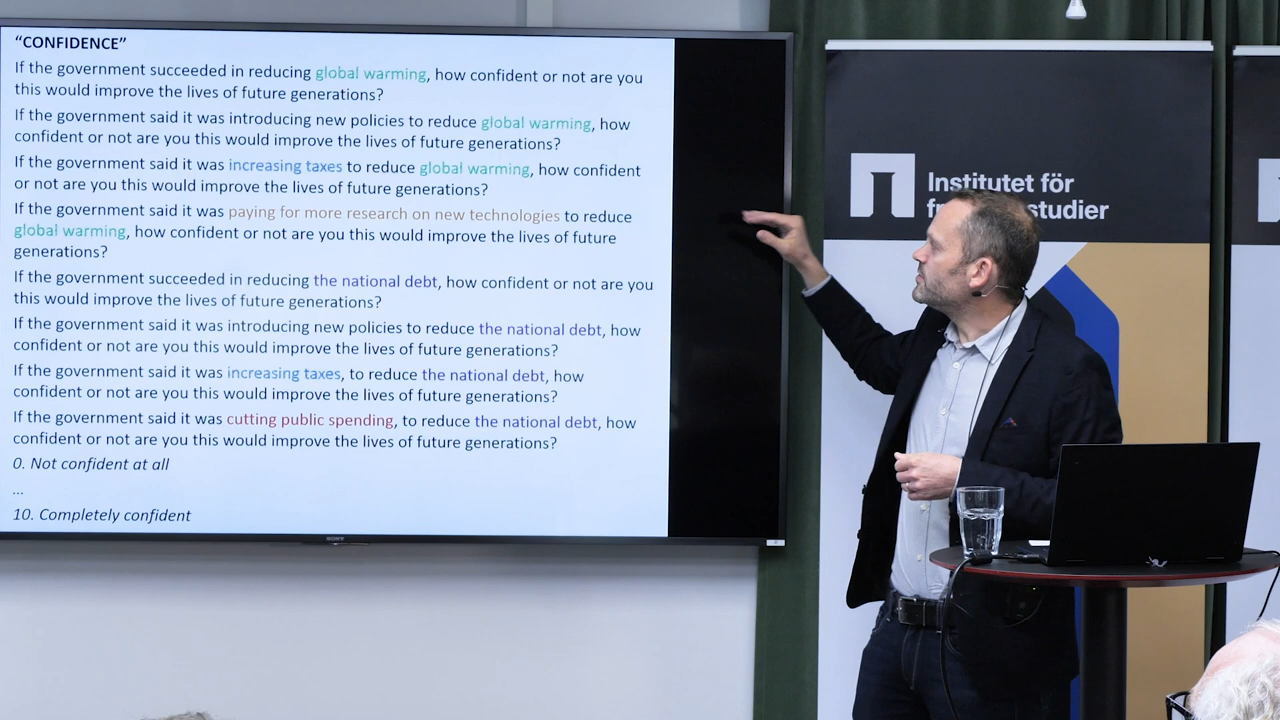 “CONFIDENCE”
If the government succeeded in reducing global warming, how confident or not are you
this would improve the lives of future generations?
If the government said it was introducing new policies to reduce global warming, how
confident or not are you this would improve the lives of future generations?
If the government said it was increasing taxes to reduce global warming, how confident
or not are you this would improve the lives of future generations?
If the government said it was paying for more research on new technologies to reduce
global warming, how confident or not are you this would improve the lives of future
generations?
If the government succeeded in reducing the national debt, how confident or not are you
this would improve the lives of future generations?
If the government said it was introducing new policies to reduce the national debt, how
confident or not are you this would improve the lives of future generations?
If the government said it was increasing taxes, to reduce the national debt, how
confident or not are you this would improve the lives of future generations?
If the government said it was cutting public spending, to reduce the national debt, how
confident or not are you this would improve the lives of future generations?
0. Not confident at all
...
10. Completely confident
SONY
Institutet för
studier